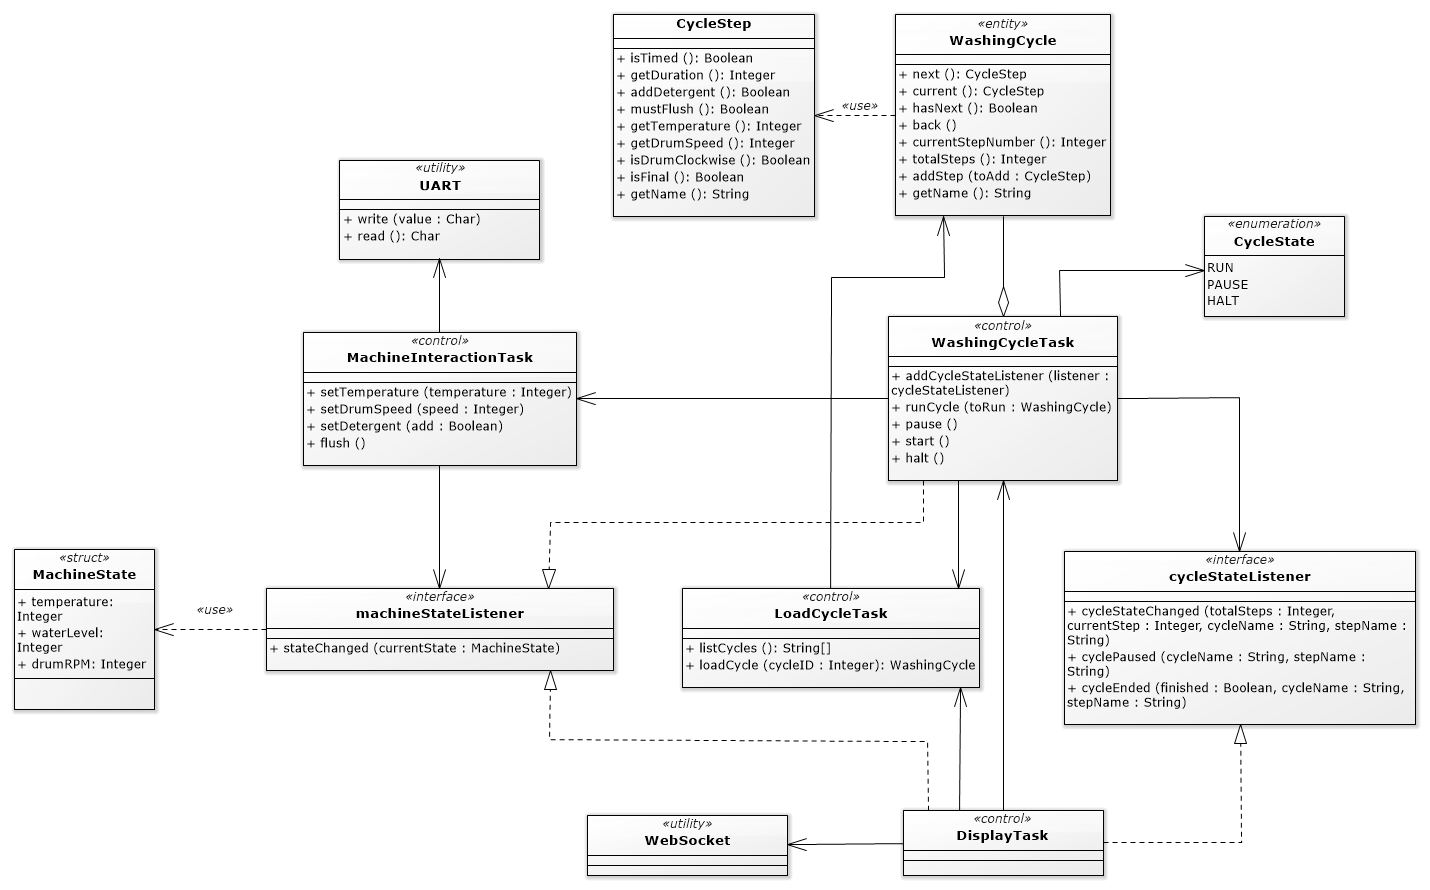 CycleStep
+ isTimed (): Boolean
+ getDuration (): Integer
+ addDetergent (): Boolean
+ mustFlush (): Boolean
+ getTemperature (): Integer
+ getDrumSpeed (): Integer
+ isDrumClockwise (): Boolean
+ isFinal (): Boolean
+ getName (): String
«use»
«entity»
WashingCycle
+ next (): CycleStep
+ current (): CycleStep
+ hasNext (): Boolean
+ back ()
+ currentStepNumber (): Integer
+ totalSteps (): Integer
+ addStep (toAdd : CycleStep)
+ getName (): String
«utility»
UART
+ write (value : Char)
+ read (): Char
«enumeration»
CycleState
RUN
PAUSE
HALT
«control»
MachineInteractionTask
+ setTemperature (temperature : Integer)
+ setDrumSpeed (speed : Integer)
+ setDetergent (add : Boolean)
+ flush ()
«control»
WashingCycleTask
+ addCycleStateListener (listener :
cycleStateListener)
+ runCycle (toRun : WashingCycle)
+ pause ()
+ start ()
+ halt ()
«struct»
MachineState
+ temperature:
Integer
+ waterLevel:
Integer
+ drumRPM: Integer
«use»
«interface»
machineStateListener
+ stateChanged (currentState : MachineState)
«control»
LoadCycleTask
+ listCycles (): String[]
+ loadCycle (cycleID : Integer): WashingCycle
«interface»
cycleStateListener
+ cycleStateChanged (totalSteps : Integer,
currentStep : Integer, cycleName : String, stepName :
String)
+ cyclePaused (cycleName : String, stepName :
String)
+ cycleEnded (finished : Boolean, cycleName : String,
stepName : String)
«utility»
WebSocket
«control»
DisplayTask